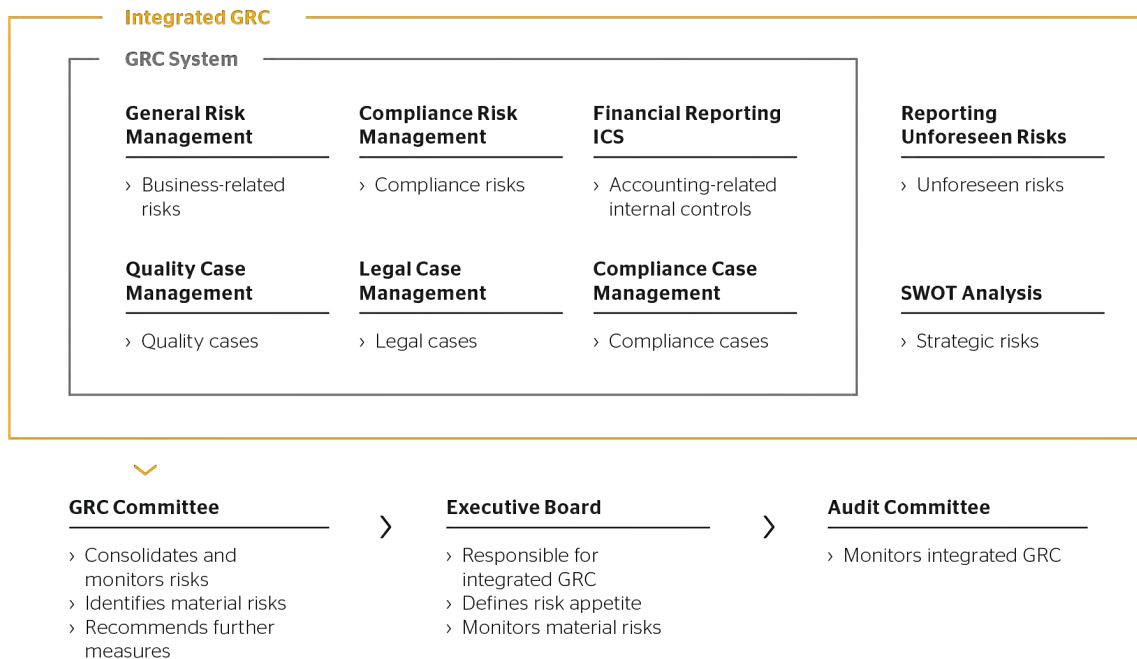 Integrated GRC
GRC System
General Risk
Management
› Business-related
risks
Compliance Risk
Management
› Compliance risks
Financial Reporting
ICS
› Accounting-related
internal controls
Reporting
Unforeseen Risks
› Unforeseen risks
Quality Case
Management
› Quality cases
Legal Case
Management
› Legal cases
Compliance Case
Management
› Compliance cases
SWOT Analysis
› Strategic risks
GRC Committee
› Consolidates and
monitors risks
› Identifies material risks
› Recommends further
measures
Executive Board
› Responsible for
integrated GRC
› Defines risk appetite
› Monitors material risks
Audit Committee
› Monitors integrated GRC